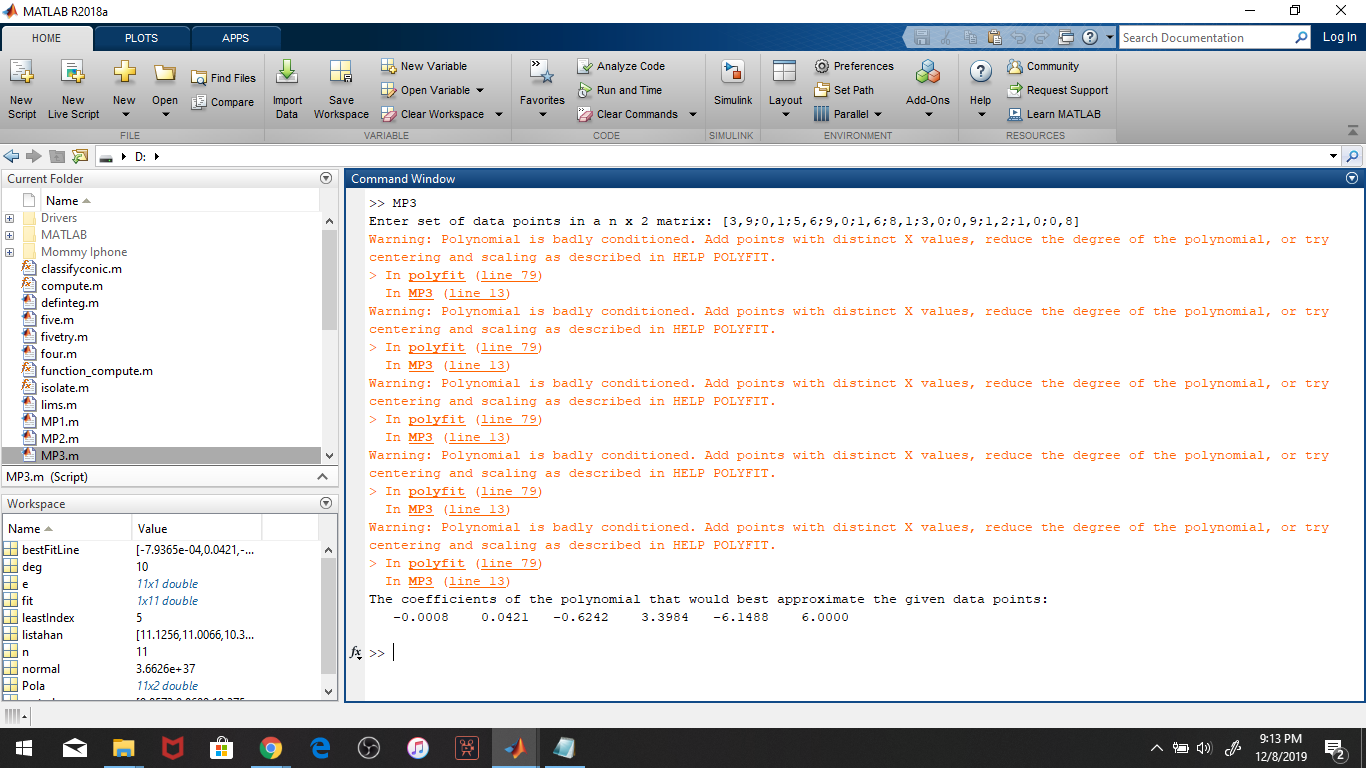 MATLAB R2018a
HOME PLOTS APPS
Search Documentation Log In
New Script
New Live Script
New
Open
Find Files
Compare
Import Data
Save Workspace
New Variable
Open Variable
Clear Workspace
Favorites
Analyze Code
Run and Time
Clear Commands
Simulink
Layout
Preferences
Set Path
Parallel
Add-Ons
Help
Community
Request Support
Learn MATLAB
FILE VARIABLE CODE SIMULINK ENVIRONMENT RESOURCES
D:
Current Folder
Name
Drivers
MATLAB
Mommy Iphone
classifyconic.m
compute.m
definteg.m
five.m
fivetry.m
four.m
function_compute.m
isolate.m
lims.m
MP1.m
MP2.m
MP3.m
MP3.m (Script)
Workspace
Name Value
bestFitLine [-7.9365e-04,0.0421,-...
deg 10
e 11x1 double
fit 1x11 double
leastIndex 5
listahan [11.1256,11.0066,10.3...
n 11
normal 3.6626e+37
Pola 11x2 double
Command Window
>> MP3
Enter set of data points in a n x 2 matrix: [3,9;0,1;5,6;9,0;1,6;8,1;3,0;0,9;1,2;1,0;0,8]
Warning: Polynomial is badly conditioned. Add points with distinct X values, reduce the degree of the polynomial, or try
centering and scaling as described in HELP POLYFIT.
> In polyfit (line 79)
In MP3 (line 13)
Warning: Polynomial is badly conditioned. Add points with distinct X values, reduce the degree of the polynomial, or try
centering and scaling as described in HELP POLYFIT.
> In polyfit (line 79)
In MP3 (line 13)
Warning: Polynomial is badly conditioned. Add points with distinct X values, reduce the degree of the polynomial, or try
centering and scaling as described in HELP POLYFIT.
> In polyfit (line 79)
In MP3 (line 13)
Warning: Polynomial is badly conditioned. Add points with distinct X values, reduce the degree of the polynomial, or try
centering and scaling as described in HELP POLYFIT.
> In polyfit (line 79)
In MP3 (line 13)
Warning: Polynomial is badly conditioned. Add points with distinct X values, reduce the degree of the polynomial, or try
centering and scaling as described in HELP POLYFIT.
> In polyfit (line 79)
In MP3 (line 13)
The coefficients of the polynomial that would best approximate the given data points:
-0.0008 0.0421 -0.6242 3.3984 -6.1488 6.0000
fx >>
9:13 PM
12/8/2019
2